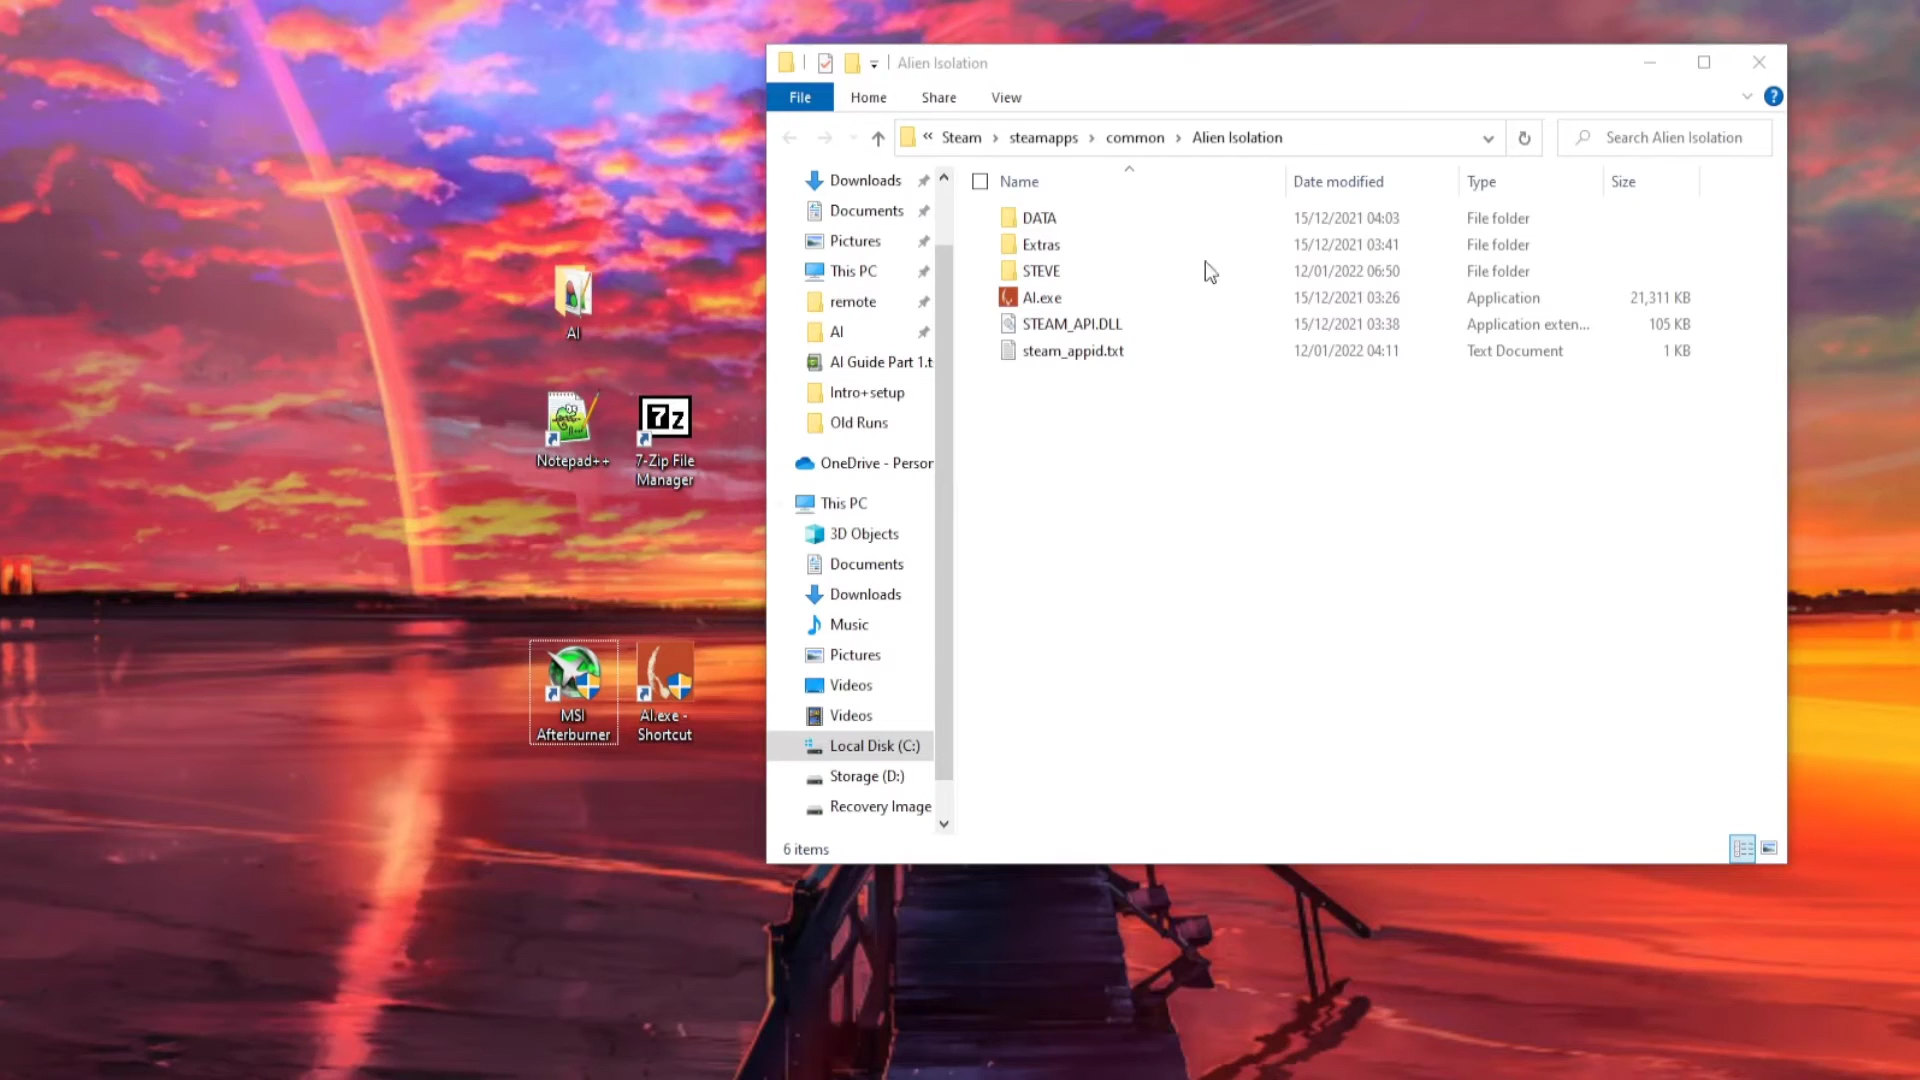 AI
Notepad++
7-Zip File
Manager
MSI
Afterburner
AI.exe -
Shortcut
Alien Isolation
File Home Share View
« Steam › steamapps › common › Alien Isolation
Search Alien Isolation
Downloads
Documents
Pictures
This PC
remote
AI
AI Guide Part 1.t
Intro+setup
Old Runs
OneDrive - Person
This PC
3D Objects
Documents
Downloads
Music
Pictures
Videos
Videos
Local Disk (C:)
Storage (D:)
Recovery Image
Name Date modified Type Size
DATA 15/12/2021 04:03 File folder
Extras 15/12/2021 03:41 File folder
STEVE 12/01/2022 06:50 File folder
AI.exe 15/12/2021 03:26 Application 21,311 KB
STEAM_API.DLL 15/12/2021 03:38 Application exten... 105 KB
steam_appid.txt 12/01/2022 04:11 Text Document 1 KB
6 items